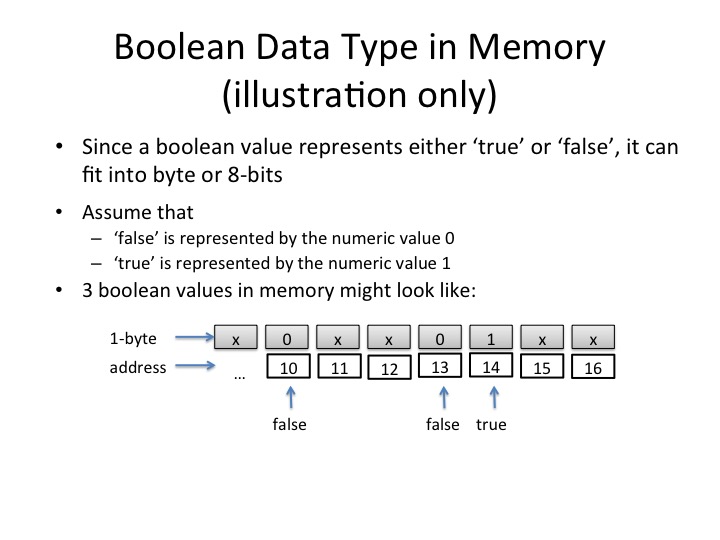 Boolean Data Type in Memory
(illustration only)
• Since a boolean value represents either ‘true’ or ‘false’, it can
fit into byte or 8-bits
• Assume that
– ‘false’ is represented by the numeric value 0
– ‘true’ is represented by the numeric value 1
• 3 boolean values in memory might look like:
1-byte x 0 x x 0 1 x x
address ... 10 11 12 13 14 15 16
false false true